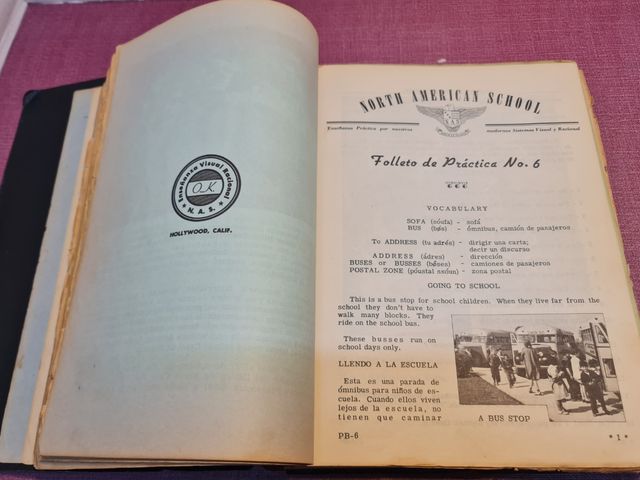 Enseñanza Visual Racional
O.K.
N. A. S.
HOLLYWOOD, CALIF.
NORTH AMERICAN SCHOOL
Enseñanza Práctica por nuestros modernos Sistemas Visual y Racional
Folleto de Práctica No. 6
VOCABULARY
SOFA (sóufa) - sofá
BUS (bɵs) - ómnibus, camión de pasajeros
To ADDRESS (tu adrés) - dirigir una carta;
decir un discurso
ADDRESS (ádres) - dirección
BUSES or BUSSES (bɵ́ses) - camiones de pasajeros
POSTAL ZONE (póustal - zona postal
GOING TO SCHOOL
This is a bus stop for school children. When they live far from the
school they don't have to
walk many blocks. They
ride on the school bus.
These busses run on
school days only.
LLENDO A LA ESCUELA
Esta es una parada de
ómnibus para niños de es-
cuela. Cuando ellos viven
lejos de la escuela, no
tienen que caminar
A BUS STOP
PB-6
* 1 *